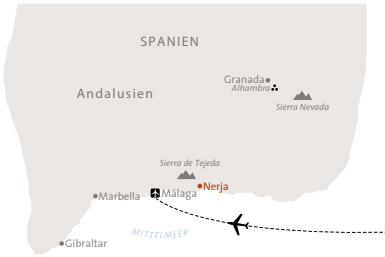 SPANIEN
Granada
Alhambra
Andalusien
Sierra Nevada
Sierra de Tejeda
Nerja
Málaga
Marbella
MITTELMEER
Gibraltar